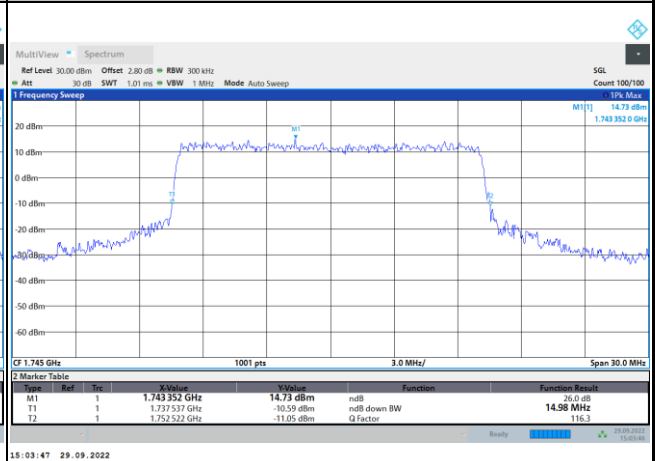 MultiView Spectrum
Ref Level 30.00 dBm Offset 2.80 dB RBW 300 kHz SGL
Att 30 dB SWT 1.01 ms VBW 1 MHz Mode Auto Sweep Count 100/100
1 Frequency Sweep 1Pk Max
M1[1] 14.73 dBm
1.743 352 0 GHz
20 dBm
M1
10 dBm
0 dBm
T1
T2
-10 dBm
-20 dBm
-30 dBm
-40 dBm
-50 dBm
-60 dBm
CF 1.745 GHz 1001 pts 3.0 MHz/ Span 30.0 MHz
2 Marker Table
Type Ref Trc X-Value Y-Value Function Function Result
M1 1 1.743 352 GHz 14.73 dBm ndB 26.0 dB
T1 1 1.737 537 GHz -10.59 dBm ndB down BW 14.98 MHz
T2 1 1.752 522 GHz -11.05 dBm Q Factor 116.3
Ready 29.09.2022
15:03:46
15:03:47 29.09.2022